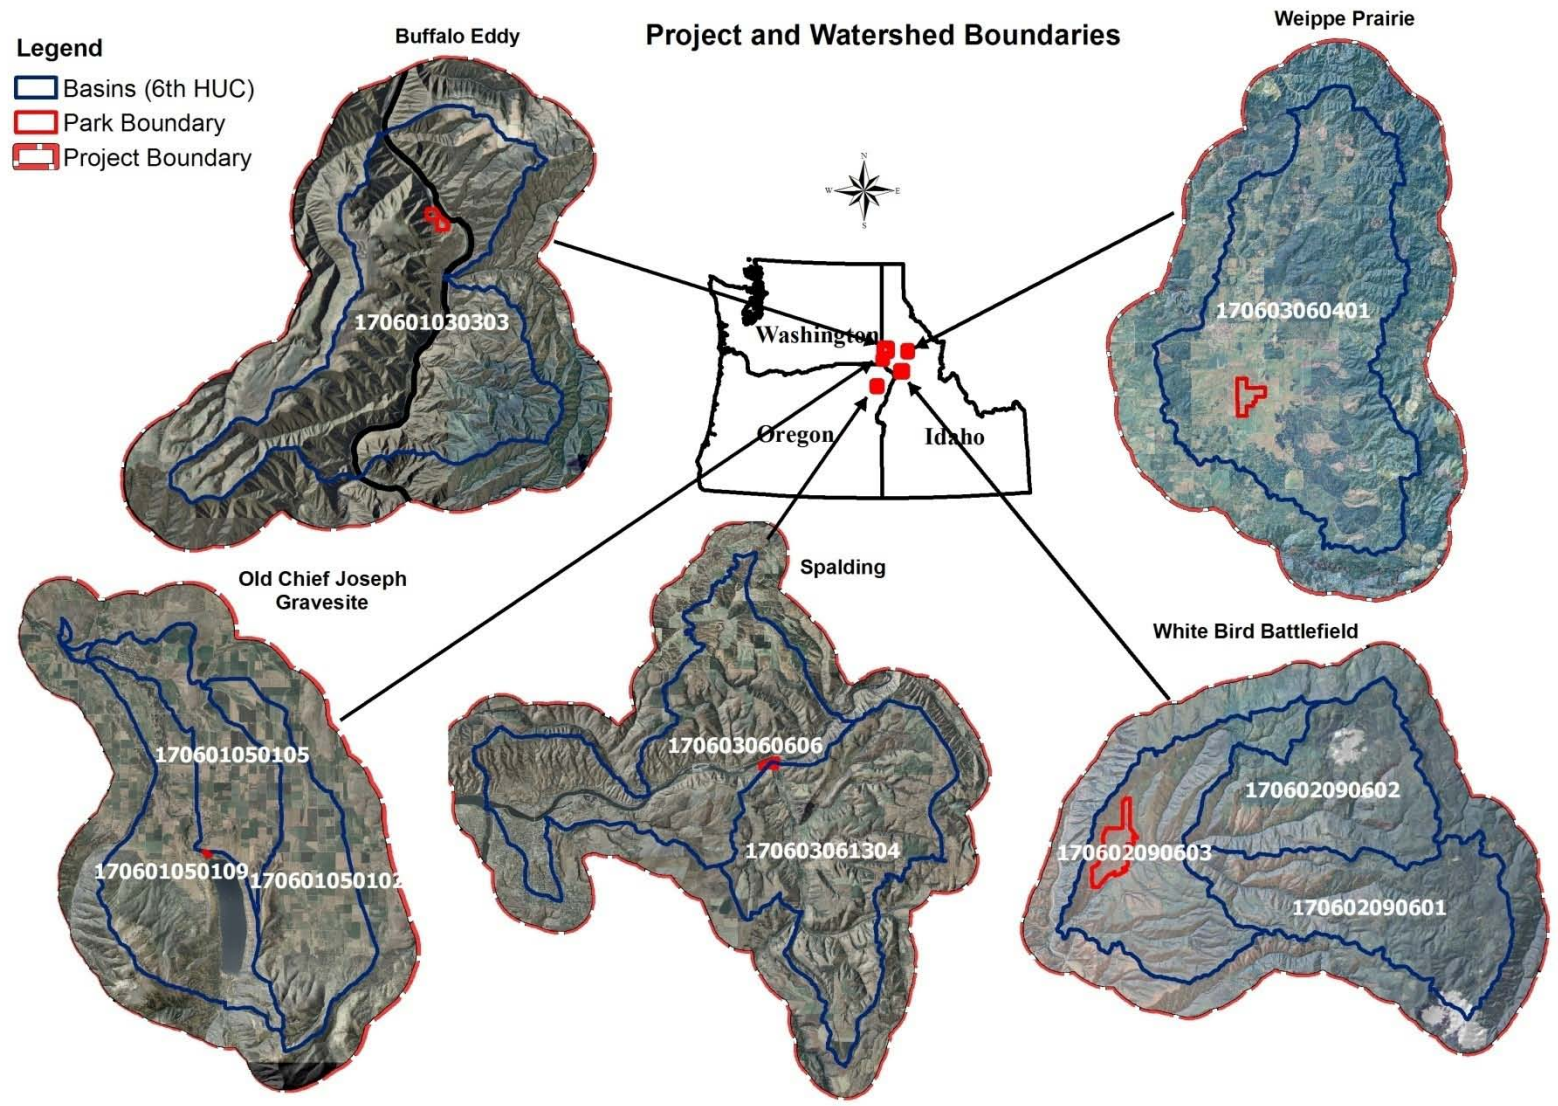 Project and Watershed Boundaries
Legend
Basins (6th HUC)
Park Boundary
Project Boundary
Buffalo Eddy
170601030303
Weippe Prairie
170603060401
N
W
E
S
Washington
Oregon
Idaho
Old Chief Joseph
Gravesite
170601050105
170601050109
170601050102
Spalding
170603060606
170603061304
White Bird Battlefield
170602090602
170602090603
170602090601